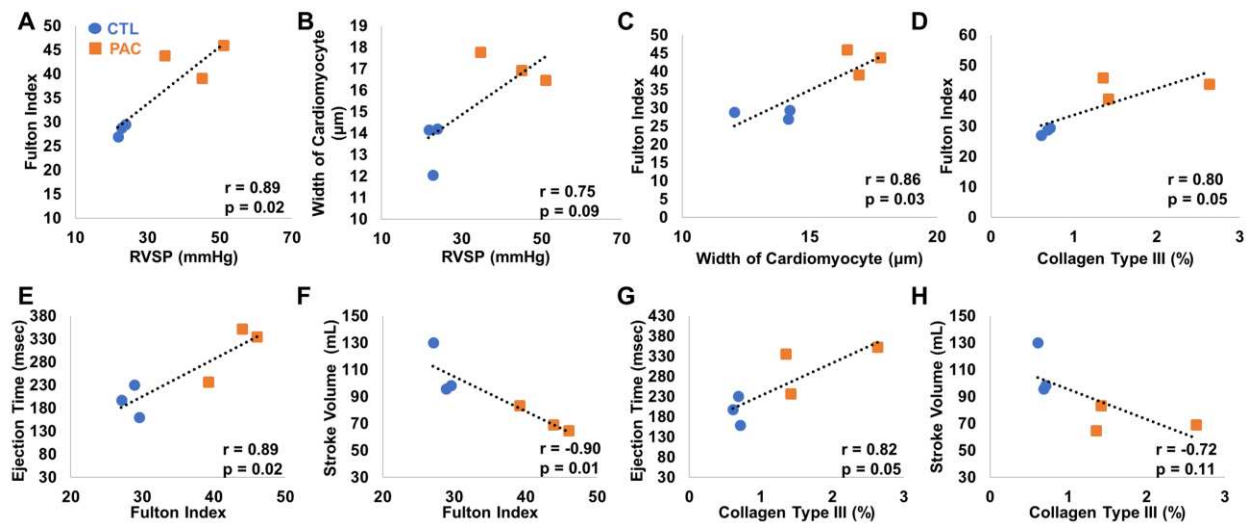 A
B
C
D
CTL
PAC
Fulton Index
50
45
40
35
30
25
20
15
10
10 30 50 70
RVSP (mmHg)
r = 0.89
p = 0.02
Width of Cardiomyocyte
(µm)
19
18
17
16
15
14
13
12
11
10
10 30 50 70
RVSP (mmHg)
r = 0.75
p = 0.09
Fulton Index
50
45
40
35
30
25
20
15
10
5
0
10 15 20
Width of Cardiomyocyte (µm)
r = 0.86
p = 0.03
Fulton Index
60
50
40
30
20
10
0
0 1 2 3
Collagen Type III (%)
r = 0.80
p = 0.05
E
F
G
H
Ejection Time (msec)
380
330
280
230
180
130
80
30
20 30 40 50
Fulton Index
r = 0.89
p = 0.02
Stroke Volume (mL)
150
130
110
90
70
50
30
20 30 40 50
Fulton Index
r = -0.90
p = 0.01
Ejection Time (msec)
430
380
330
280
230
180
130
80
30
0 1 2 3
Collagen Type III (%)
r = 0.82
p = 0.05
Stroke Volume (mL)
150
130
110
90
70
50
30
0 1 2 3
Collagen Type III (%)
r = -0.72
p = 0.11